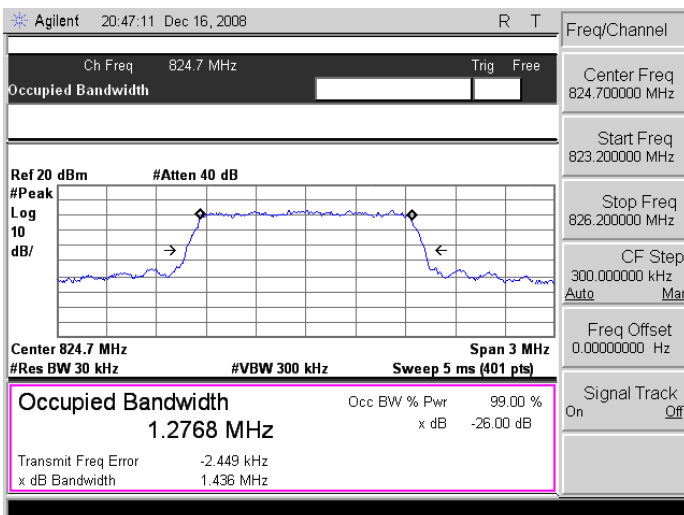 Agilent 20:47:11 Dec 16, 2008 R T
Ch Freq 824.7 MHz Trig Free
Occupied Bandwidth
Ref 20 dBm #Atten 40 dB
#Peak
Log
10
dB/
Center 824.7 MHz Span 3 MHz
#Res BW 30 kHz #VBW 300 kHz Sweep 5 ms (401 pts)
Occupied Bandwidth Occ BW % Pwr 99.00 %
1.2768 MHz x dB -26.00 dB
Transmit Freq Error -2.449 kHz
x dB Bandwidth 1.436 MHz
Freq/Channel
Center Freq
824.700000 MHz
Start Freq
823.200000 MHz
Stop Freq
826.200000 MHz
CF Step
300.000000 kHz
Auto Man
Freq Offset
0.00000000 Hz
Signal Track
On Off